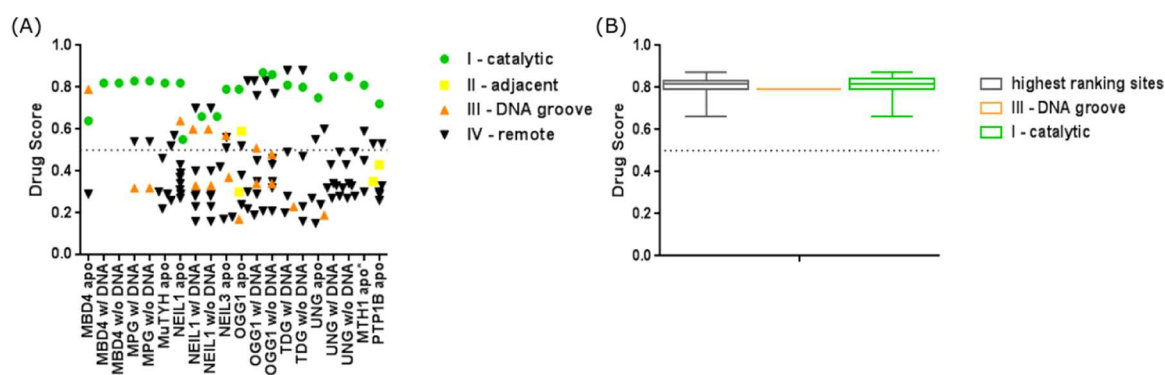 (A)
Drug Score
1.0
0.8
0.6
0.4
0.2
0.0
MBD4 apo
MBD4 w/ DNA
MBD4 w/o DNA
MPG w/ DNA
MPG w/o DNA
MuTYH apo
NEIL1 apo
NEIL1 w/ DNA
NEIL1 w/o DNA
NEIL3 apo
OGG1 apo
OGG1 w/ DNA
OGG1 w/o DNA
TDG w/ DNA
TDG w/o DNA
UNG apo
UNG w/ DNA
UNG w/o DNA
MTH1 apo*
PTP1B apo
I - catalytic
II - adjacent
III - DNA groove
IV - remote
(B)
Drug Score
1.0
0.8
0.6
0.4
0.2
0.0
highest ranking sites
III - DNA groove
I - catalytic